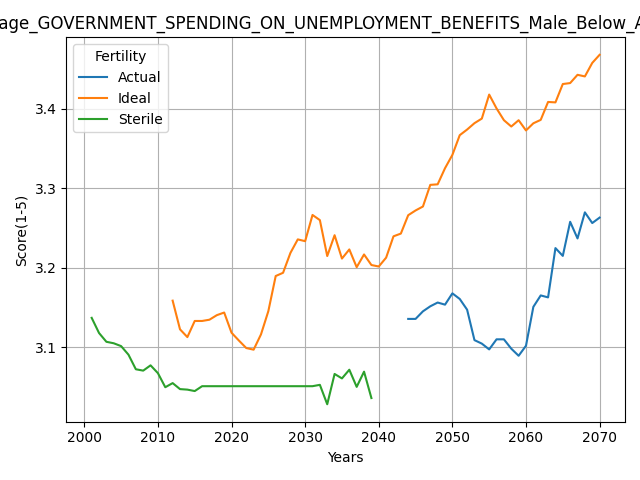 age_GOVERNMENT_SPENDING_ON_UNEMPLOYMENT_BENEFITS_Male_Below_A
Fertility
Actual
Ideal
Sterile
3.4
3.3
3.2
3.1
Score(1-5)
2000 2010 2020 2030 2040 2050 2060 2070
Years